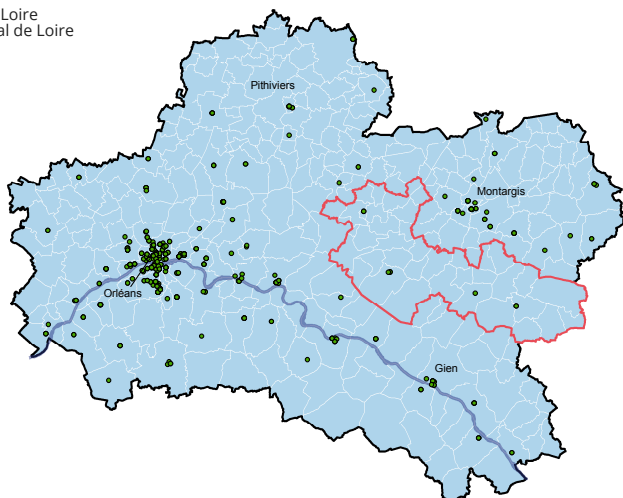 Loire
al de Loire
Pithiviers
Montargis
Orléans
Gien